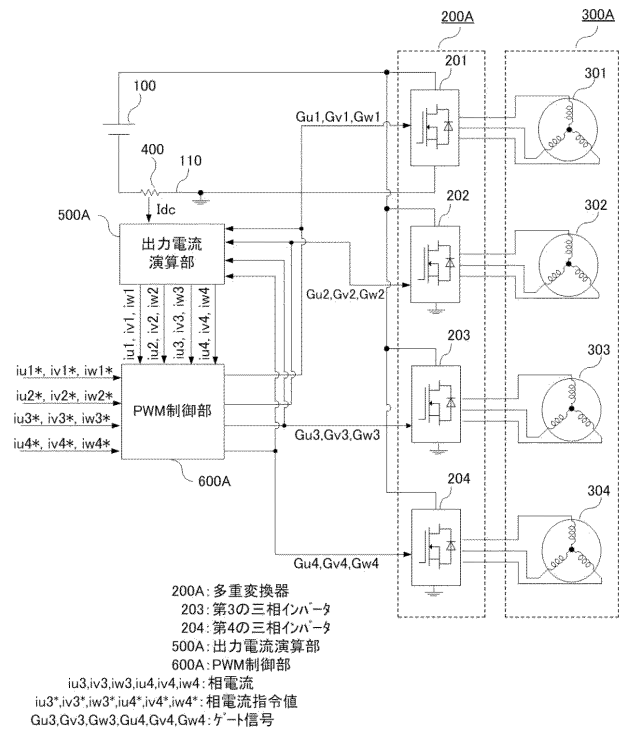 200A
300A
201
301
100
Gu1,Gv1,Gw1
400
110
Idc
500A
出力電流
演算部
202
302
iu1, iv1, iw1
iu2, iv2, iw2
iu3, iv3, iw3
iu4, iv4, iw4
Gu2,Gv2,Gw2
203
303
iu1*, iv1*, iw1*
iu2*, iv2*, iw2*
iu3*, iv3*, iw3*
iu4*, iv4*, iw4*
PWM制御部
Gu3,Gv3,Gw3
600A
204
304
Gu4,Gv4,Gw4
200A:多重変換器
203:第3の三相インバータ
204:第4の三相インバータ
500A:出力電流演算部
600A:PWM制御部
iu3,iv3,iw3,iu4,iv4,iw4:相電流
iu3*,iv3*,iw3*,iu4*,iv4*,iw4*:相電流指令値
Gu3,Gv3,Gw3,Gu4,Gv4,Gw4:ゲート信号